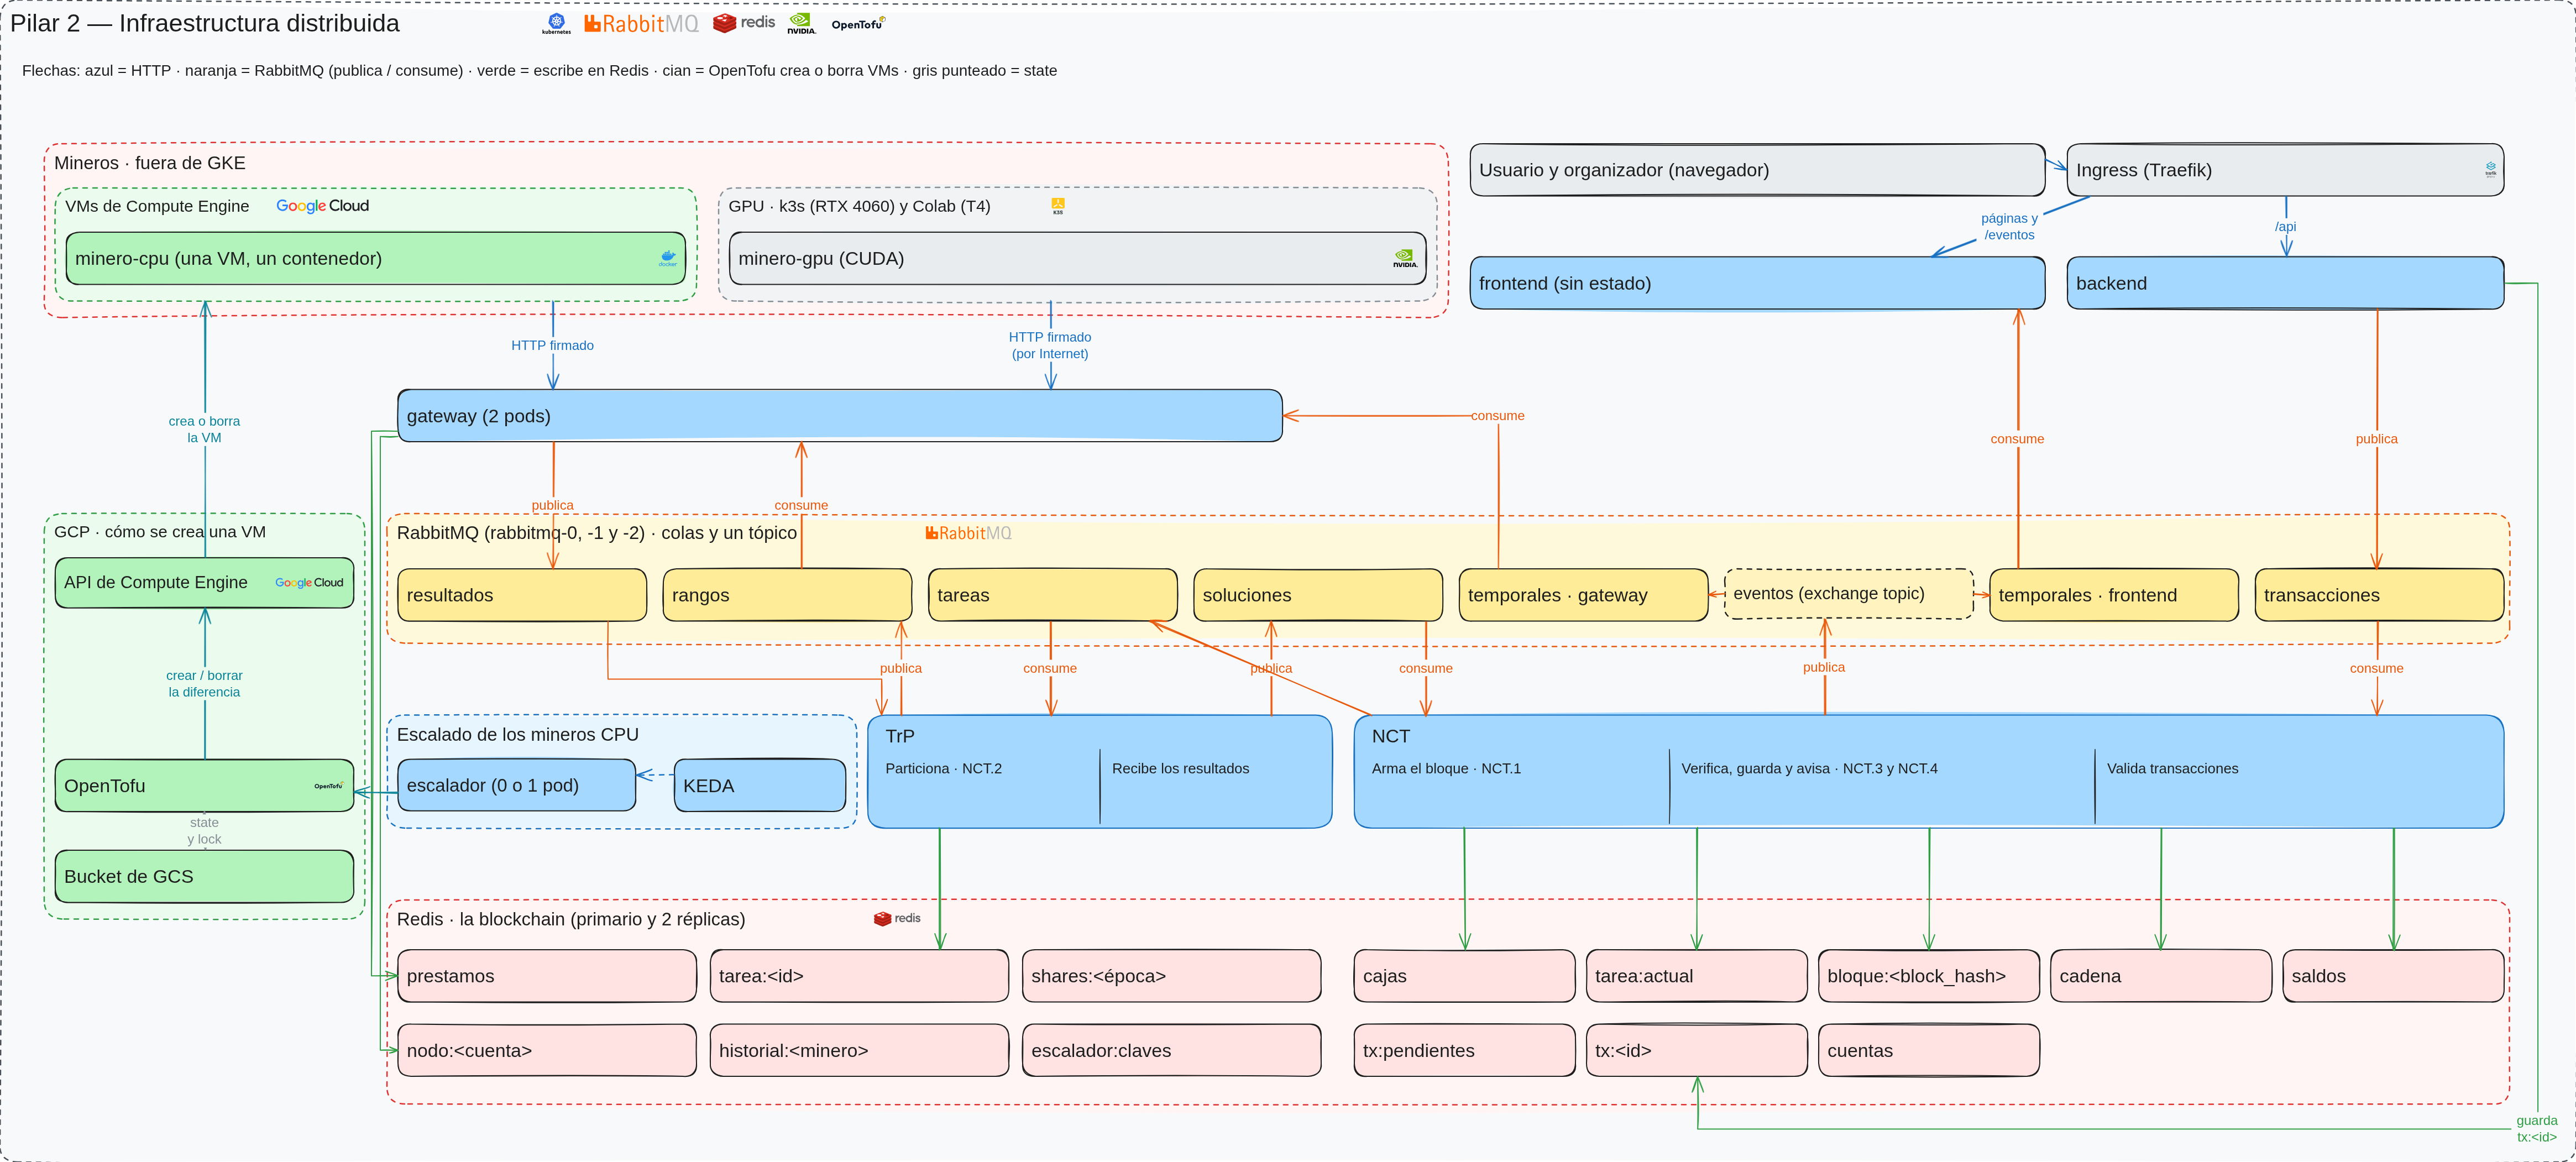 Pilar 2 — Infraestructura distribuida
kubernetes
RabbitMQ
redis
NVIDIA.
OpenTofu
Flechas: azul = HTTP · naranja = RabbitMQ (publica / consume) · verde = escribe en Redis · cian = OpenTofu crea o borra VMs · gris punteado = state
Mineros · fuera de GKE
VMs de Compute Engine
Google Cloud
minero-cpu (una VM, un contenedor)
docker
GPU · k3s (RTX 4060) y Colab (T4)
K3S
minero-gpu (CUDA)
NVIDIA.
Usuario y organizador (navegador)
Ingress (Traefik)
traefik
páginas y
/eventos
/api
frontend (sin estado)
backend
HTTP firmado
HTTP firmado
(por Internet)
crea o borra
la VM
gateway (2 pods)
consume
consume
publica
publica
consume
GCP · cómo se crea una VM
API de Compute Engine
Google Cloud
RabbitMQ (rabbitmq-0, -1 y -2) · colas y un tópico
RabbitMQ
resultados
rangos
tareas
soluciones
temporales · gateway
eventos (exchange topic)
temporales · frontend
transacciones
crear / borrar
la diferencia
publica
consume
publica
consume
publica
consume
OpenTofu
OpenTofu
state
y lock
Bucket de GCS
Escalado de los mineros CPU
escalador (0 o 1 pod)
KEDA
TrP
Particiona · NCT.2
Recibe los resultados
NCT
Arma el bloque · NCT.1
Verifica, guarda y avisa · NCT.3 y NCT.4
Valida transacciones
Redis · la blockchain (primario y 2 réplicas)
redis
prestamos
tarea:<id>
shares:<época>
cajas
tarea:actual
bloque:<block_hash>
cadena
saldos
nodo:<cuenta>
historial:<minero>
escalador:claves
tx:pendientes
tx:<id>
cuentas
guarda
tx:<id>